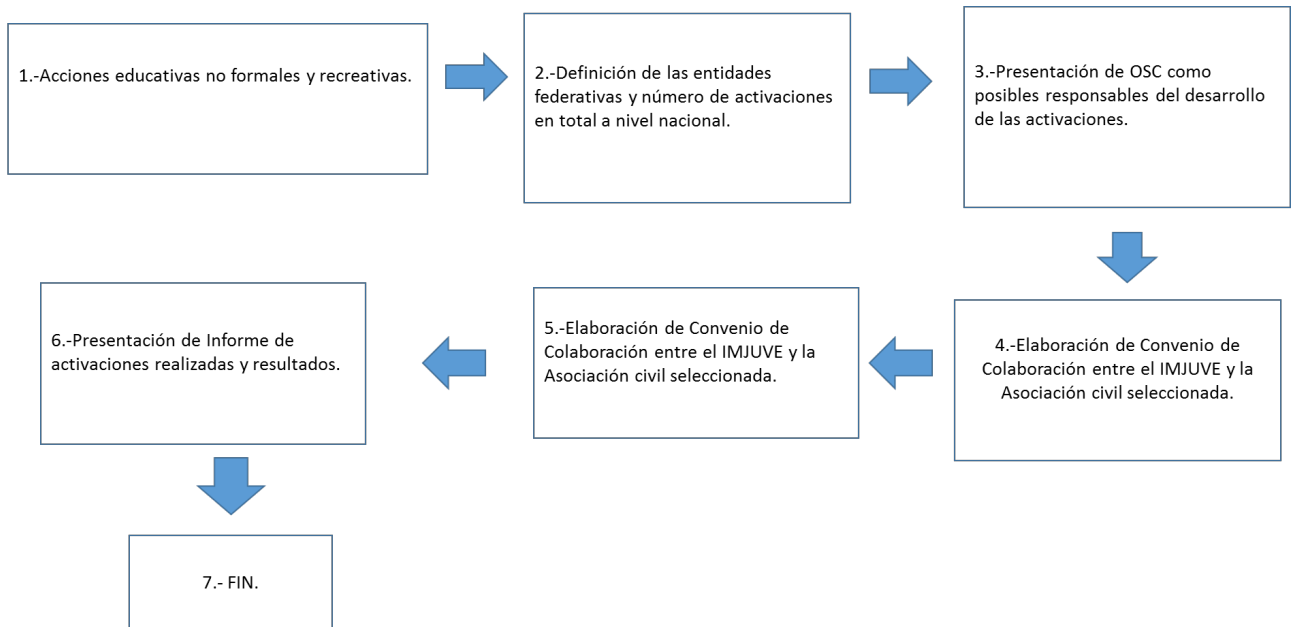 1.-Acciones educativas no formales y recreativas.
2.-Definición de las entidades
federativas y número de activaciones
en total a nivel nacional.
3.-Presentación de OSC como
posibles responsables del desarrollo
de las activaciones.
4.-Elaboración de Convenio de
Colaboración entre el IMJUVE y la
Asociación civil seleccionada.
5.-Elaboración de Convenio de
Colaboración entre el IMJUVE y la
Asociación civil seleccionada.
6.-Presentación de Informe de
activaciones realizadas y resultados.
7.- FIN.